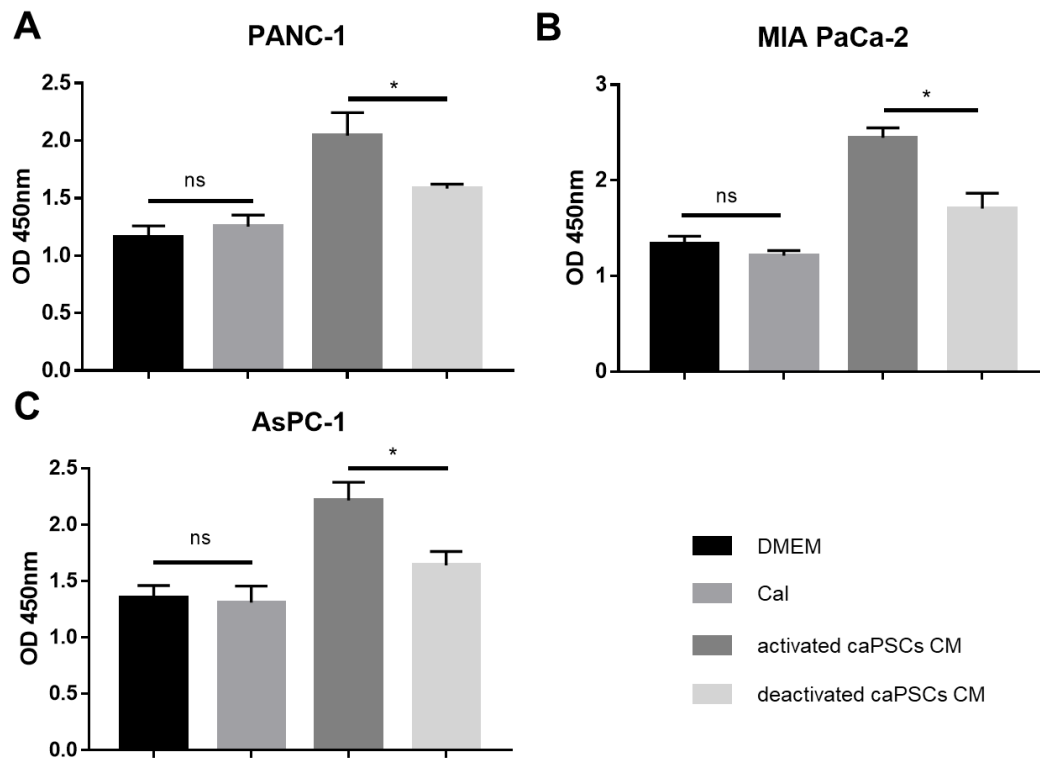 A
PANC-1
OD 450nm
2.5
2.0
1.5
1.0
0.5
0.0
ns
*
B
MIA PaCa-2
OD 450nm
3
2
1
0
ns
*
C
AsPC-1
OD 450nm
2.5
2.0
1.5
1.0
0.5
0.0
ns
*
DMEM
Cal
activated caPSCs CM
deactivated caPSCs CM